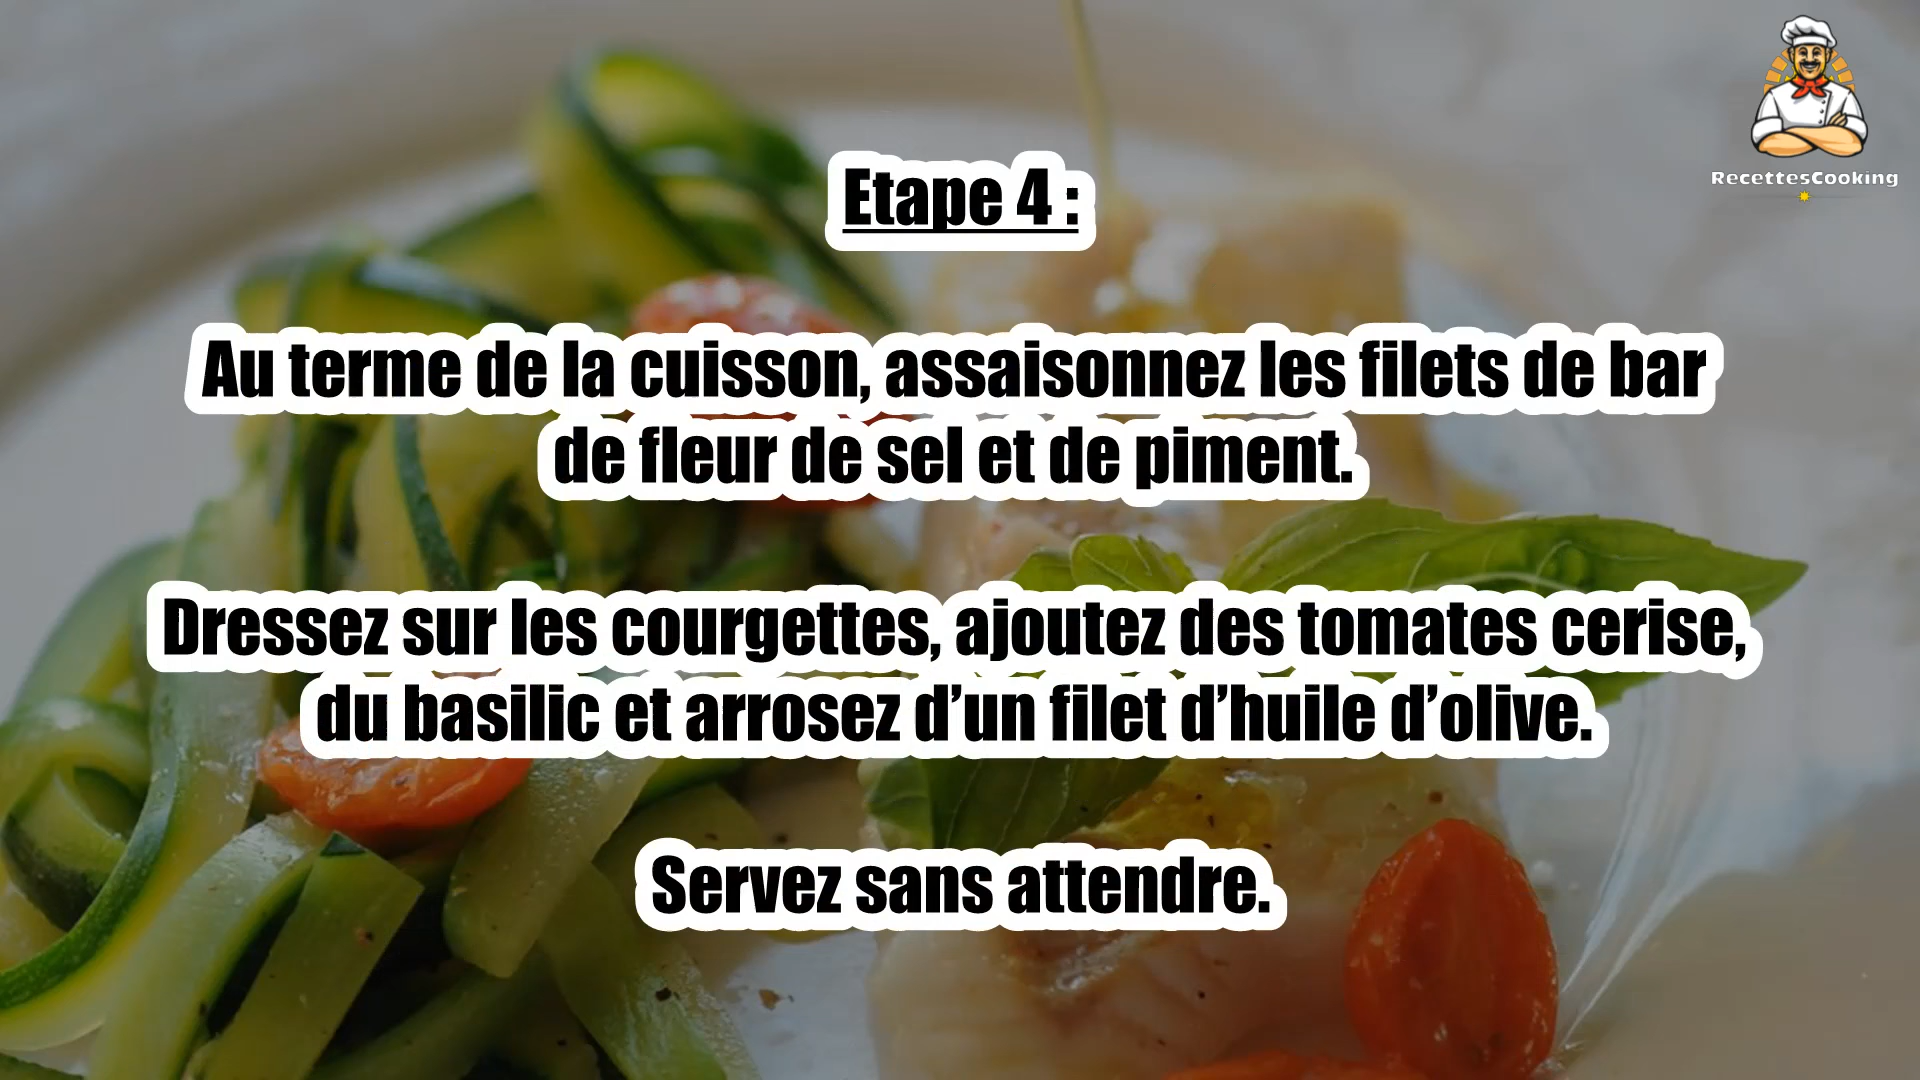 RecettesCooking
Etape 4 :
Au terme de la cuisson, assaisonnez les filets de bar
de fleur de sel et de piment.
Dressez sur les courgettes, ajoutez des tomates cerise,
du basilic et arrosez d’un filet d’huile d’olive.
Servez sans attendre.